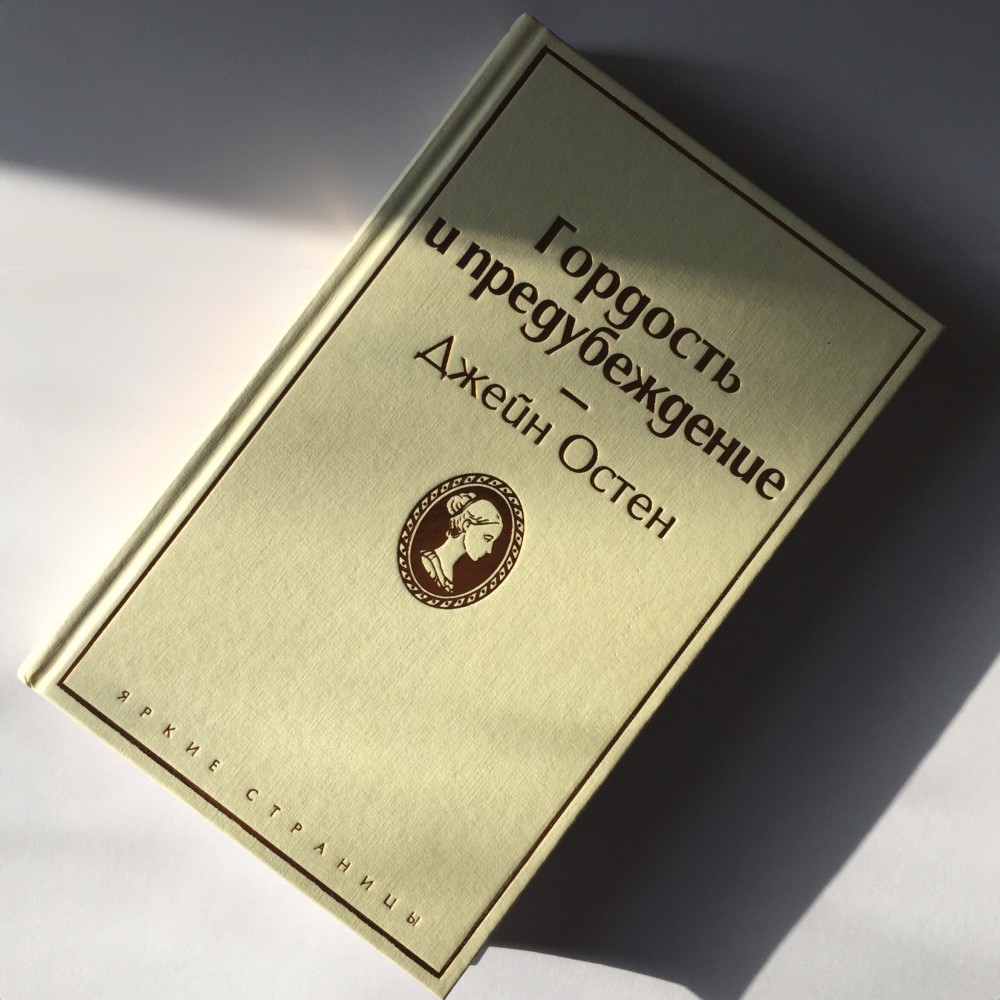 Гордость
и предубеждение
—
Джейн Остен
ЯРКИЕ СТРАНИЦЫ